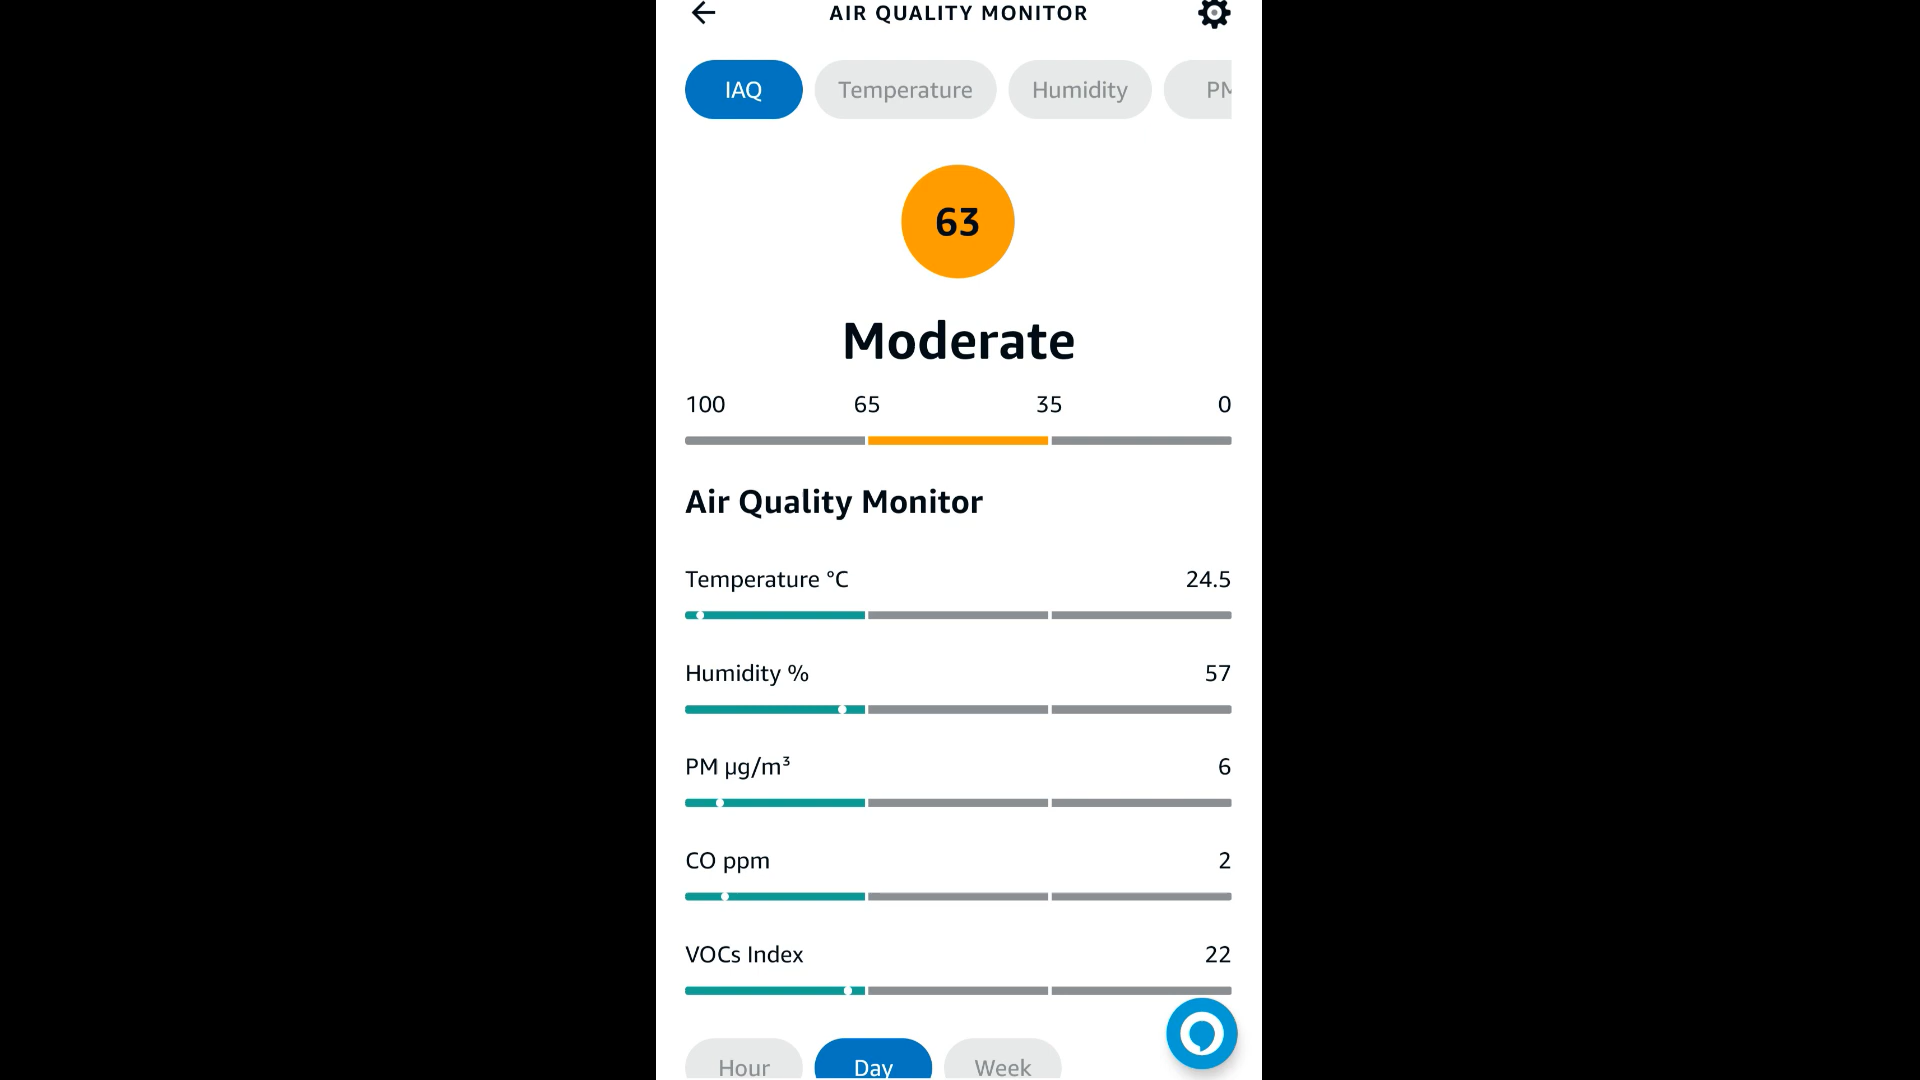 AIR QUALITY MONITOR
IAQ Temperature Humidity PM
63
Moderate
100 65 35 0
Air Quality Monitor
Temperature °C 24.5
Humidity % 57
PM µg/m³ 6
CO ppm 2
VOCs Index 22
Hour Day Week